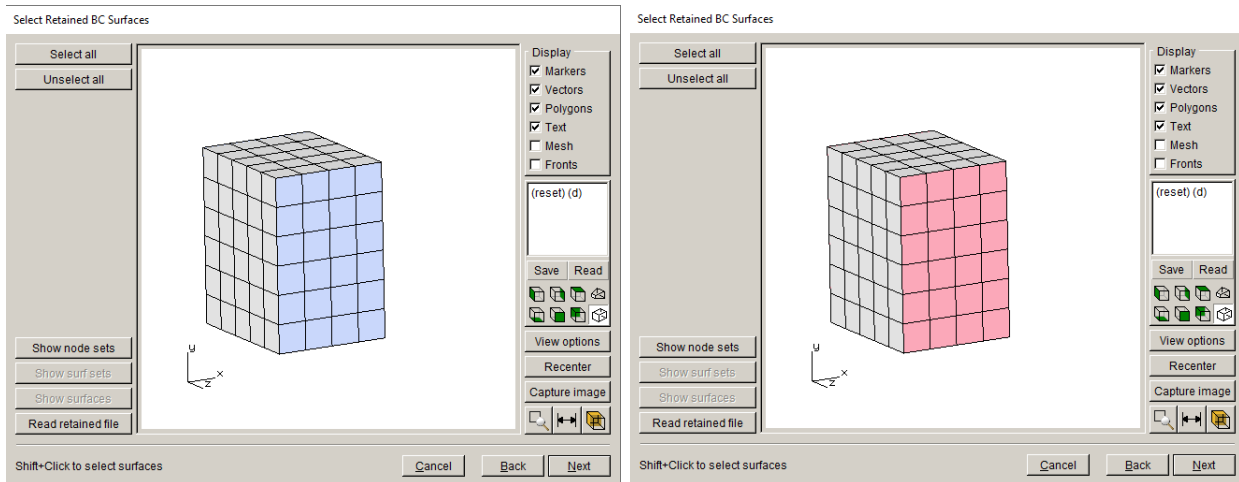 Select Retained BC Surfaces
Select all
Unselect all
Display
Markers
Vectors
Polygons
Text
Mesh
Fronts
(reset) (d)
Save Read
y
x
z
Show node sets
Show surf sets
Show surfaces
Read retained file
View options
Recenter
Capture image
Shift+Click to select surfaces
Cancel Back Next
Select Retained BC Surfaces
Select all
Unselect all
Display
Markers
Vectors
Polygons
Text
Mesh
Fronts
(reset) (d)
Save Read
y
x
z
Show node sets
Show surf sets
Show surfaces
Read retained file
View options
Recenter
Capture image
Shift+Click to select surfaces
Cancel Back Next